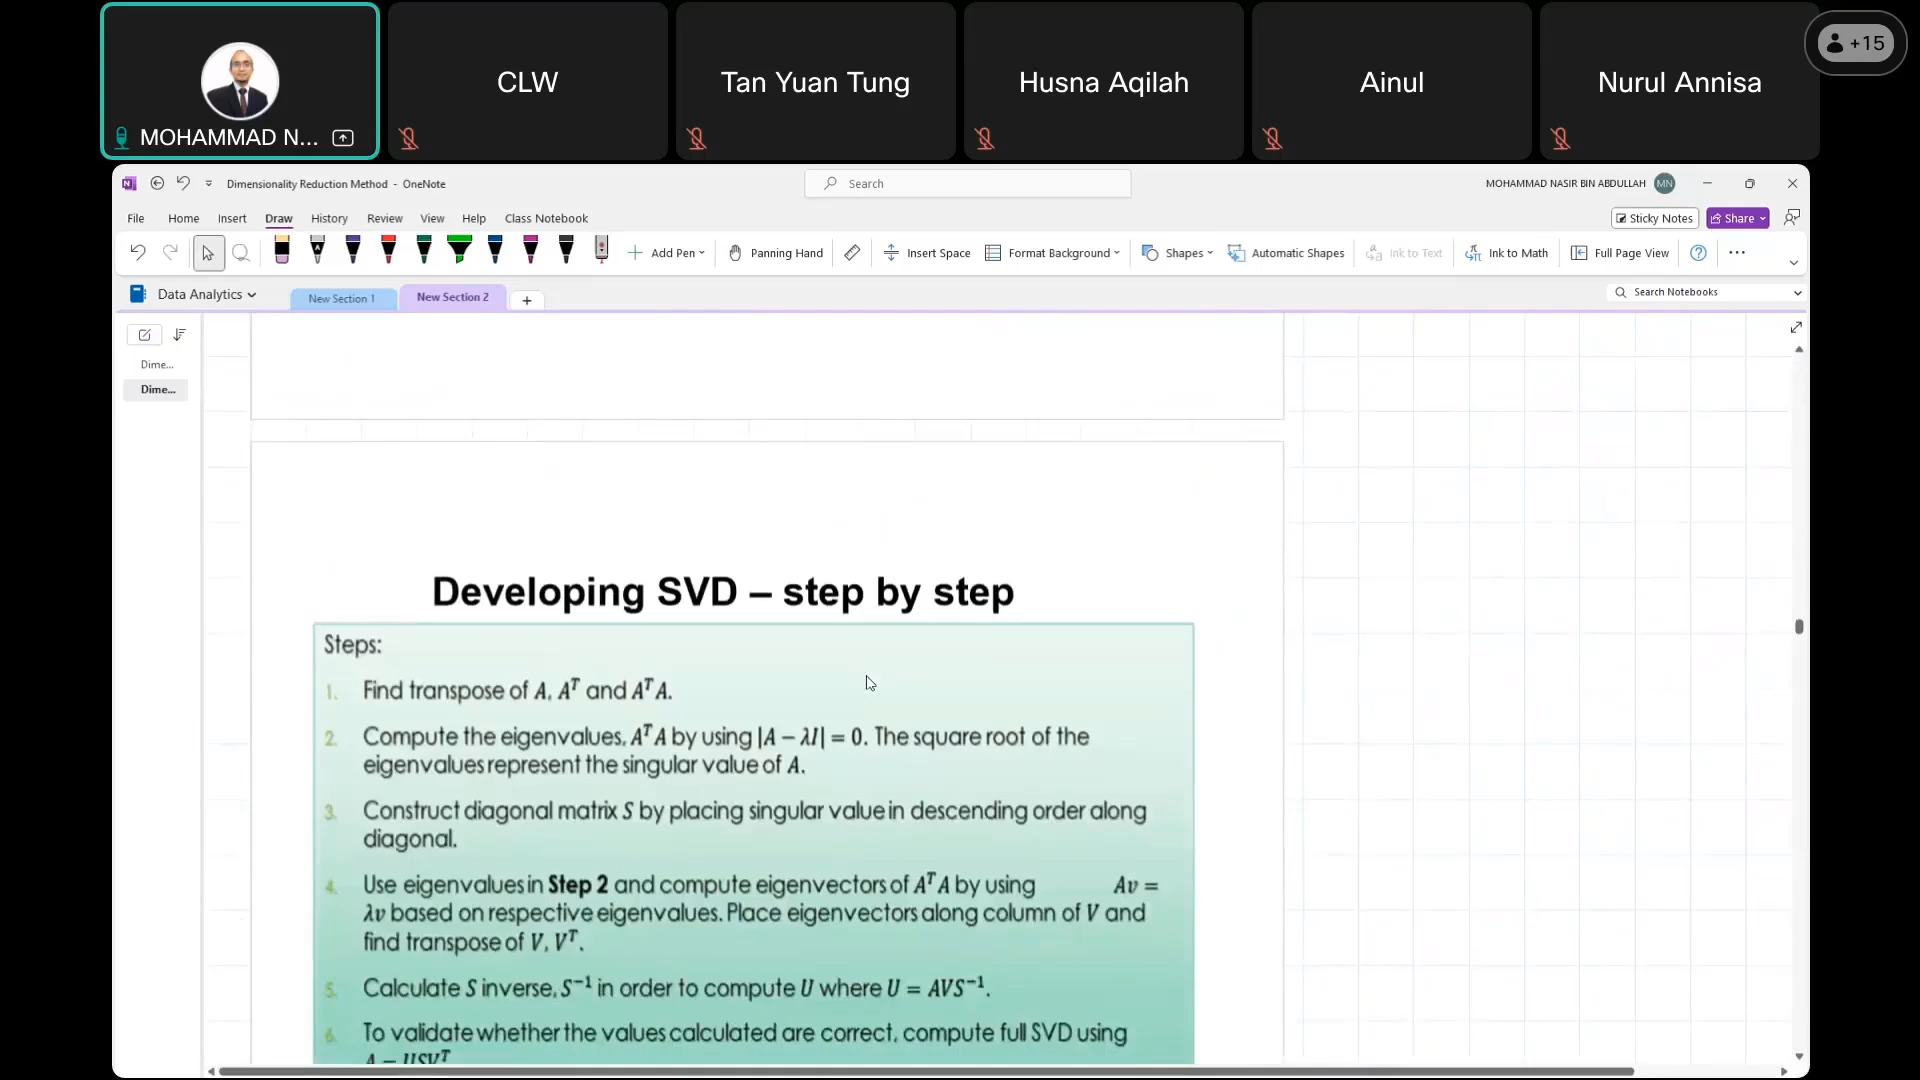 CLW
Tan Yuan Tung
Husna Aqilah
Ainul
Nurul Annisa
+15
MOHAMMAD N...
Dimensionality Reduction Method - OneNote
Search
MOHAMMAD NASIR BIN ABDULLAH
MN
File Home Insert Draw History Review View Help Class Notebook
Sticky Notes
Share
Add Pen
Panning Hand
Insert Space
Format Background
Shapes
Automatic Shapes
Ink to Text
Ink to Math
Full Page View
Data Analytics
New Section 1
New Section 2
Search Notebooks
Dime...
Dime...
Developing SVD – step by step
Steps:
1. Find transpose of A, Aᵀ and AᵀA.
2. Compute the eigenvalues, AᵀA by using |A − λI| = 0. The square root of the
eigenvalues represent the singular value of A.
3. Construct diagonal matrix S by placing singular value in descending order along
diagonal.
4. Use eigenvalues in Step 2 and compute eigenvectors of AᵀA by using Av =
λv based on respective eigenvalues. Place eigenvectors along column of V and
find transpose of V, Vᵀ.
5. Calculate S inverse, S⁻¹ in order to compute U where U = AVS⁻¹.
6. To validate whether the values calculated are correct, compute full SVD using
A = USVᵀ